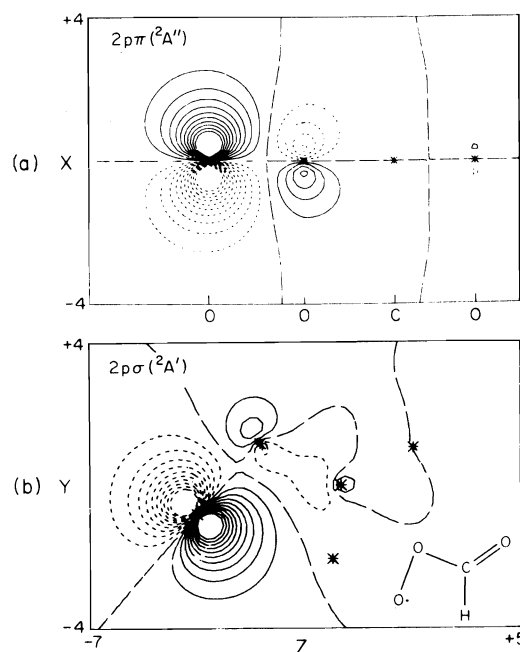 +4
2pπ(²A'')
(a) X
-4
O O C O
+4
2pσ(²A')
(b) Y
O O
C
O·
H
-4
-7 Z +5